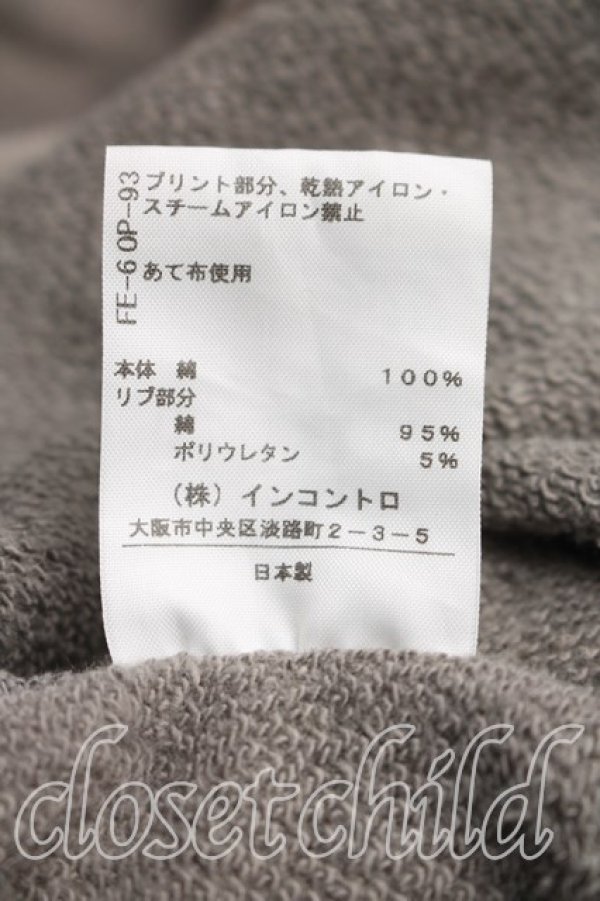 FE-60P-93
プリント部分、乾熱アイロン・
スチームアイロン禁止
あて布使用
本体 綿 100%
リブ部分
綿 95%
ポリウレタン 5%
(株)インコントロ
大阪市中央区淡路町2-3-5
日本製
closet child